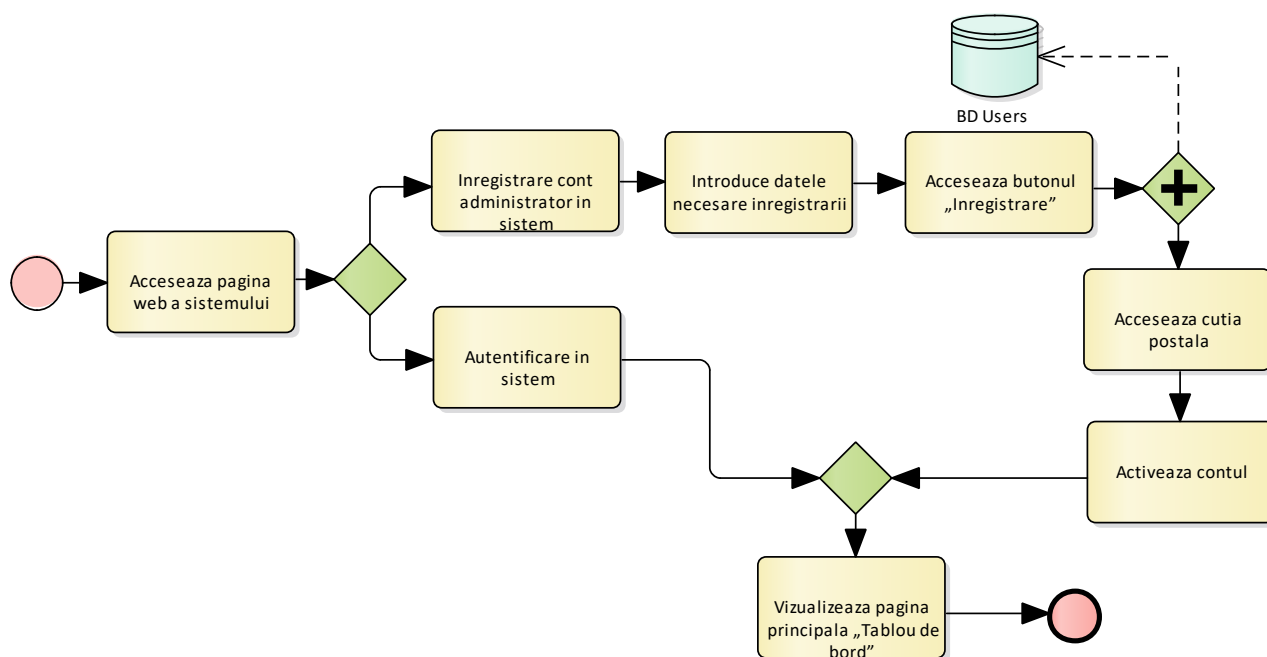 BD Users
Inregistrare cont
administrator in
sistem
Introduce datele
necesare inregistrarii
Acceseaza butonul
„Inregistrare”
Acceseaza pagina
web a sistemului
Acceseaza cutia
postala
Autentificare in
sistem
Activeaza contul
Vizualizeaza pagina
principala „Tablou de
bord”